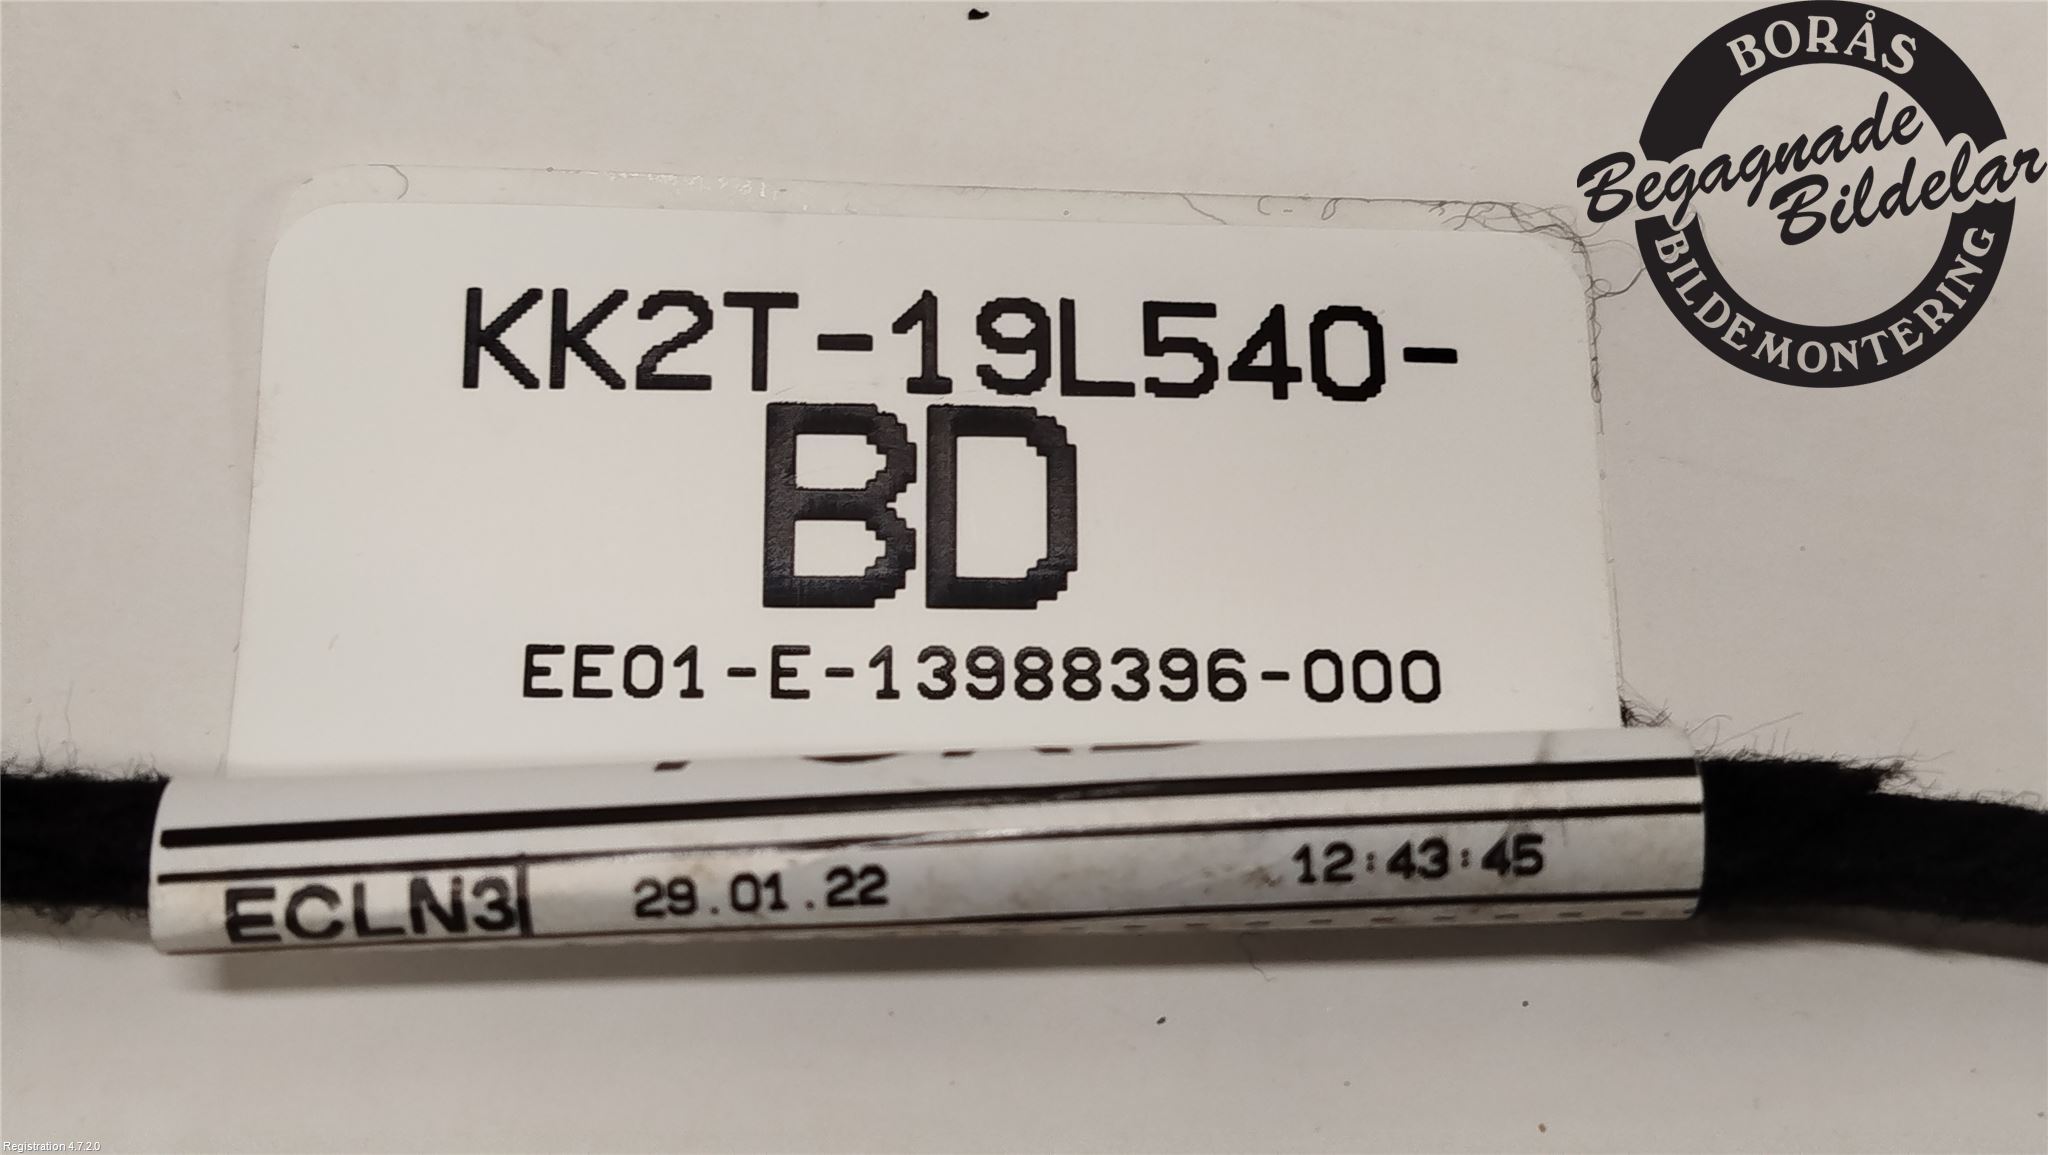 BORÅS
Begagnade
Bildelar
BILDEMONTERING
KK2T-19L540-
BD
EE01-E-13988396-000
ECLN3 29.01.22 12:43:45
Registration 4.7.2.0